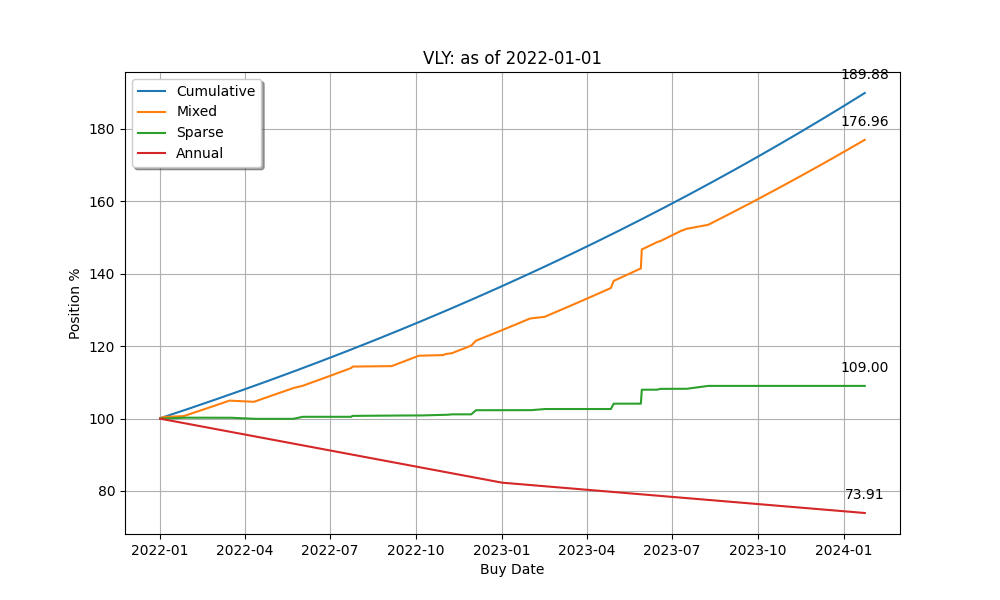 VLY: as of 2022-01-01
Cumulative
Mixed
Sparse
Annual
189.88
176.96
109.00
73.91
180
160
140
120
100
80
Position %
2022-01 2022-04 2022-07 2022-10 2023-01 2023-04 2023-07 2023-10 2024-01
Buy Date